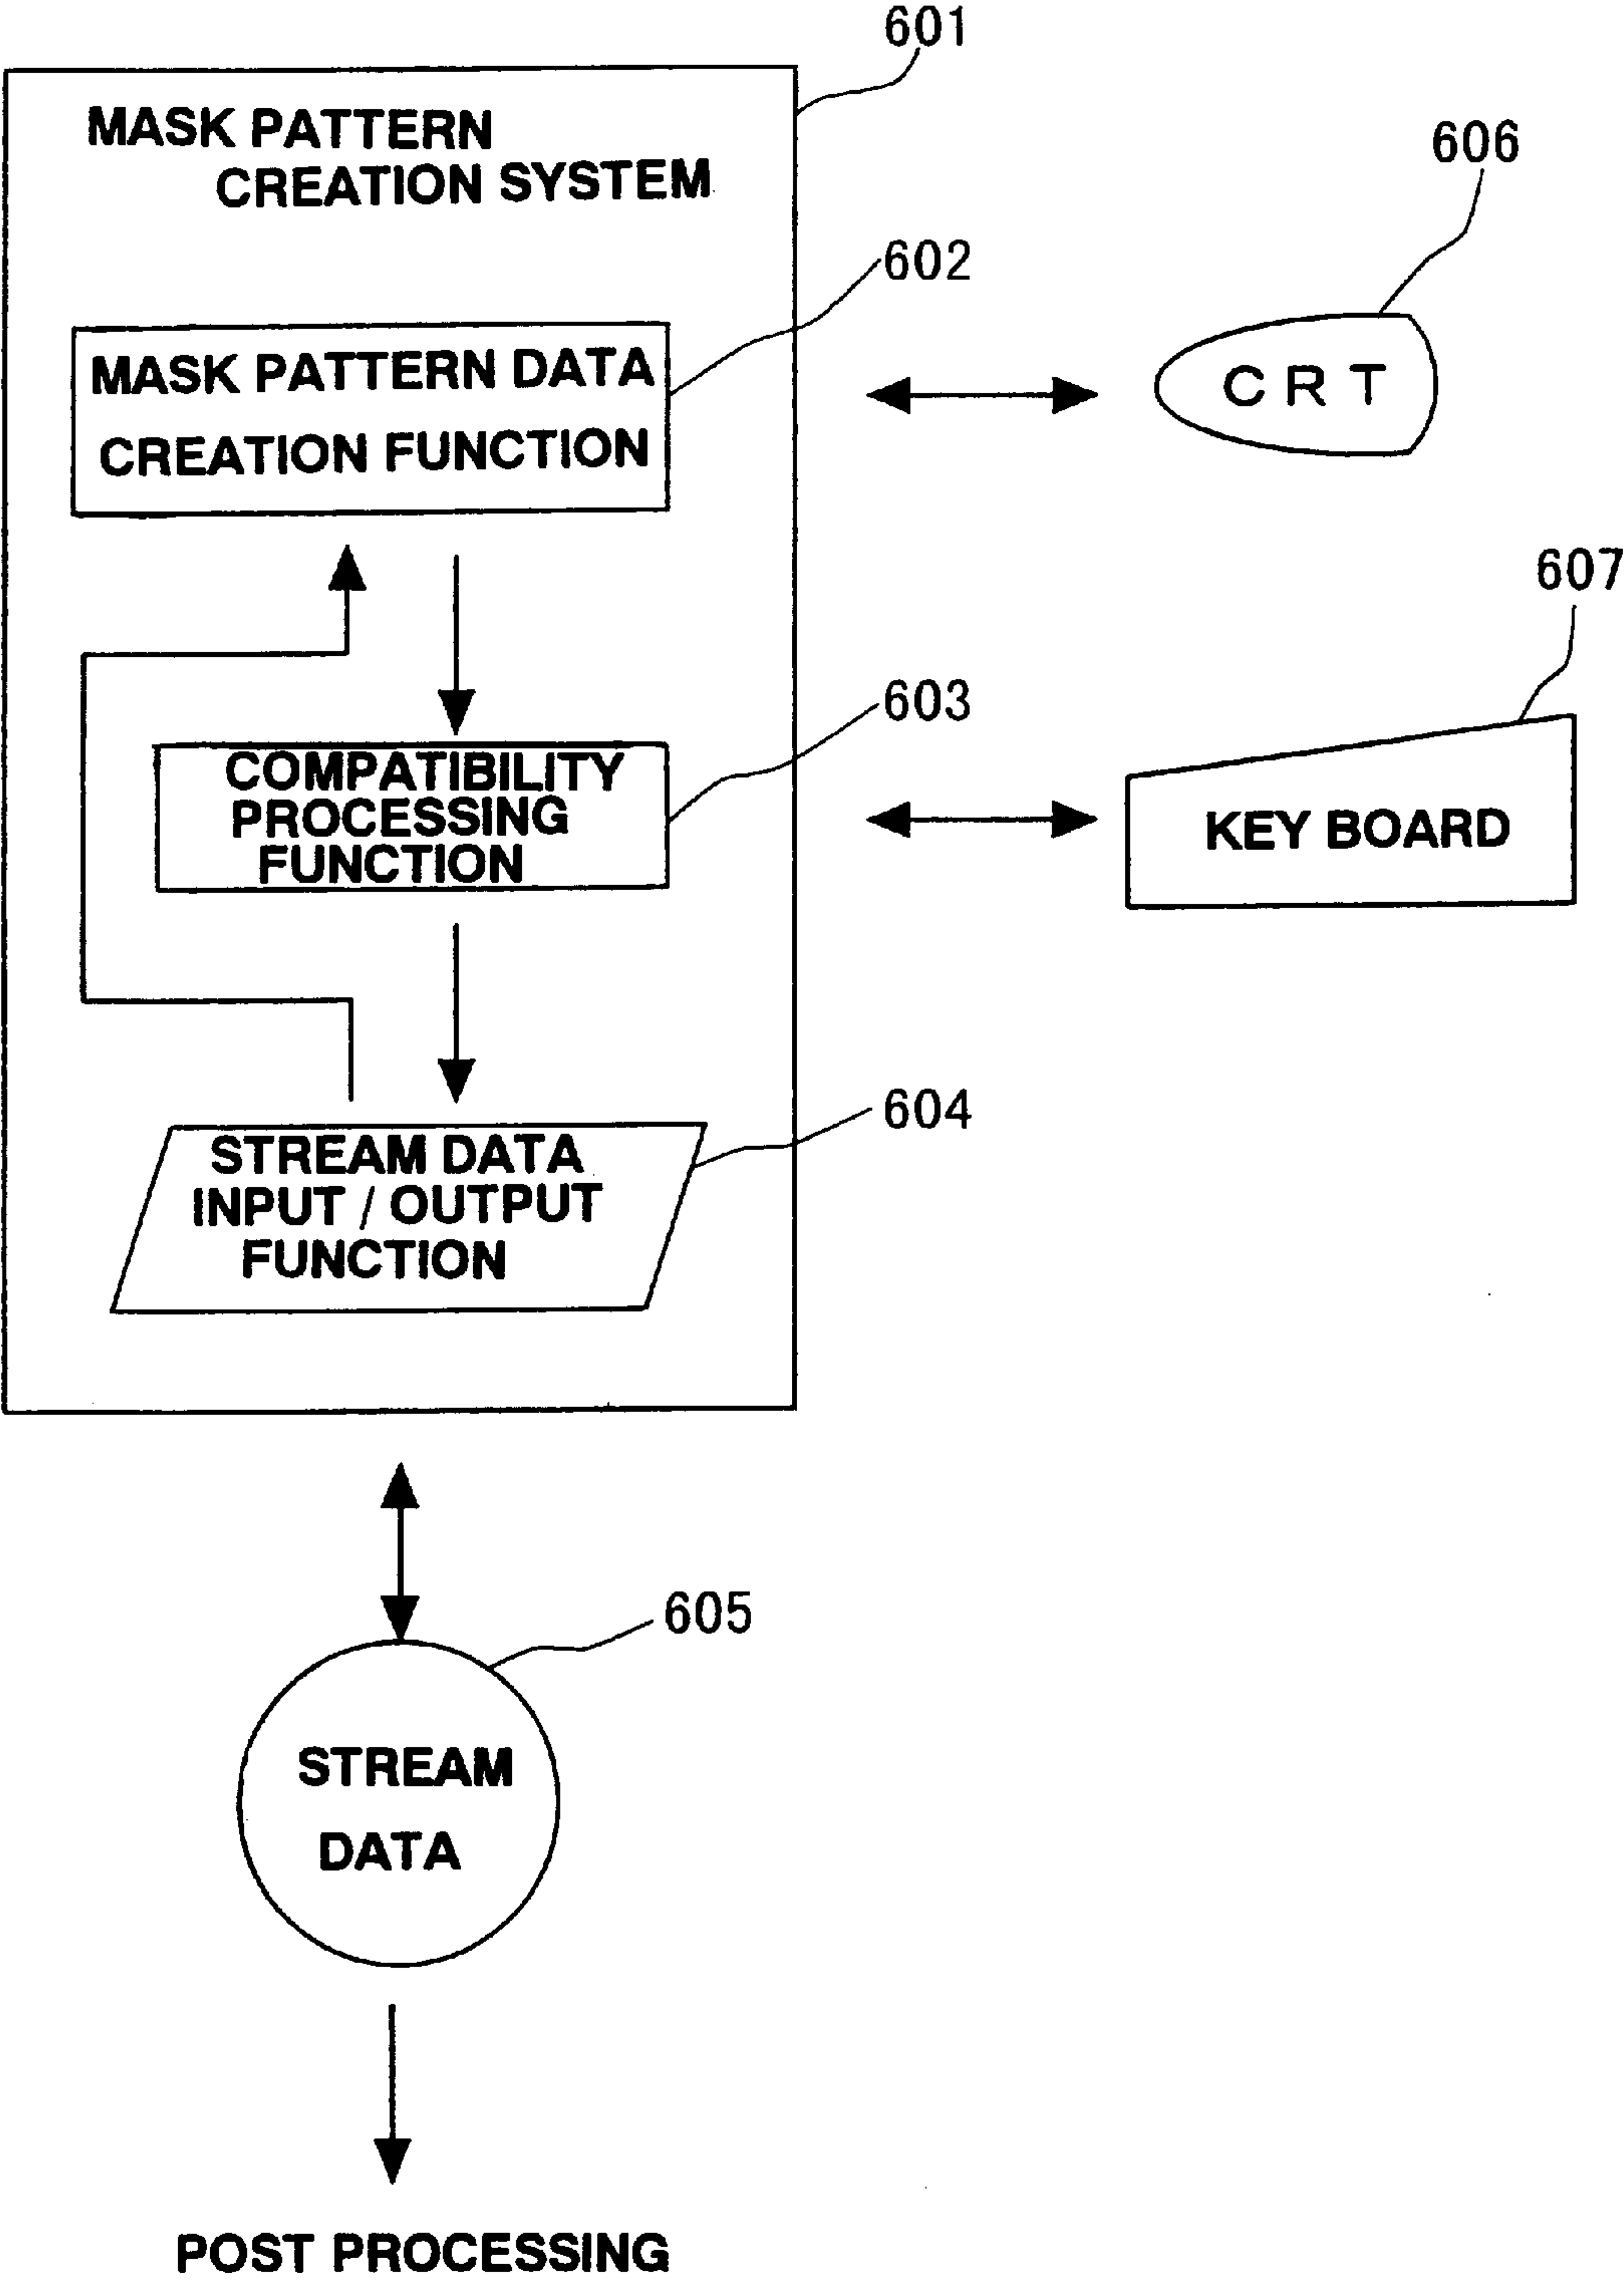 601
MASK PATTERN
CREATION SYSTEM
606
602
MASK PATTERN DATA
CREATION FUNCTION
C R T
607
603
COMPATIBILITY
PROCESSING
FUNCTION
KEY BOARD
604
STREAM DATA
INPUT / OUTPUT
FUNCTION
605
STREAM
DATA
POST PROCESSING